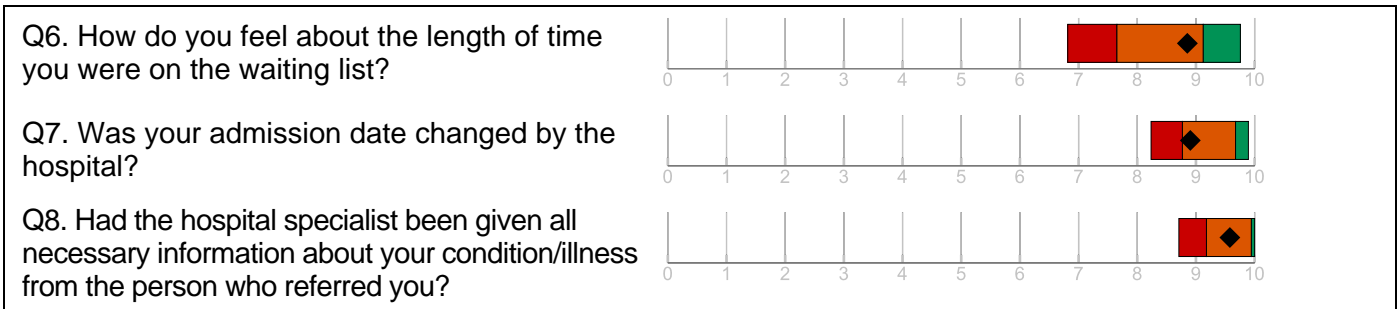 Q6. How do you feel about the length of time
you were on the waiting list?
0 1 2 3 4 5 6 7 8 9 10
Q7. Was your admission date changed by the
hospital?
0 1 2 3 4 5 6 7 8 9 10
Q8. Had the hospital specialist been given all
necessary information about your condition/illness
from the person who referred you?
0 1 2 3 4 5 6 7 8 9 10